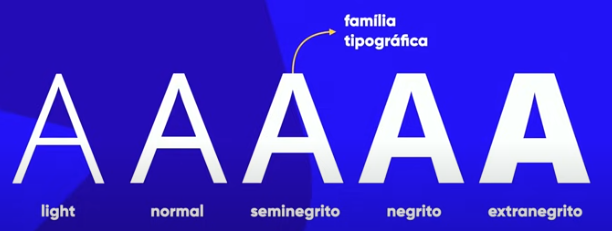 família
tipográfica
A A A A A
light normal seminegrito negrito extranegrito